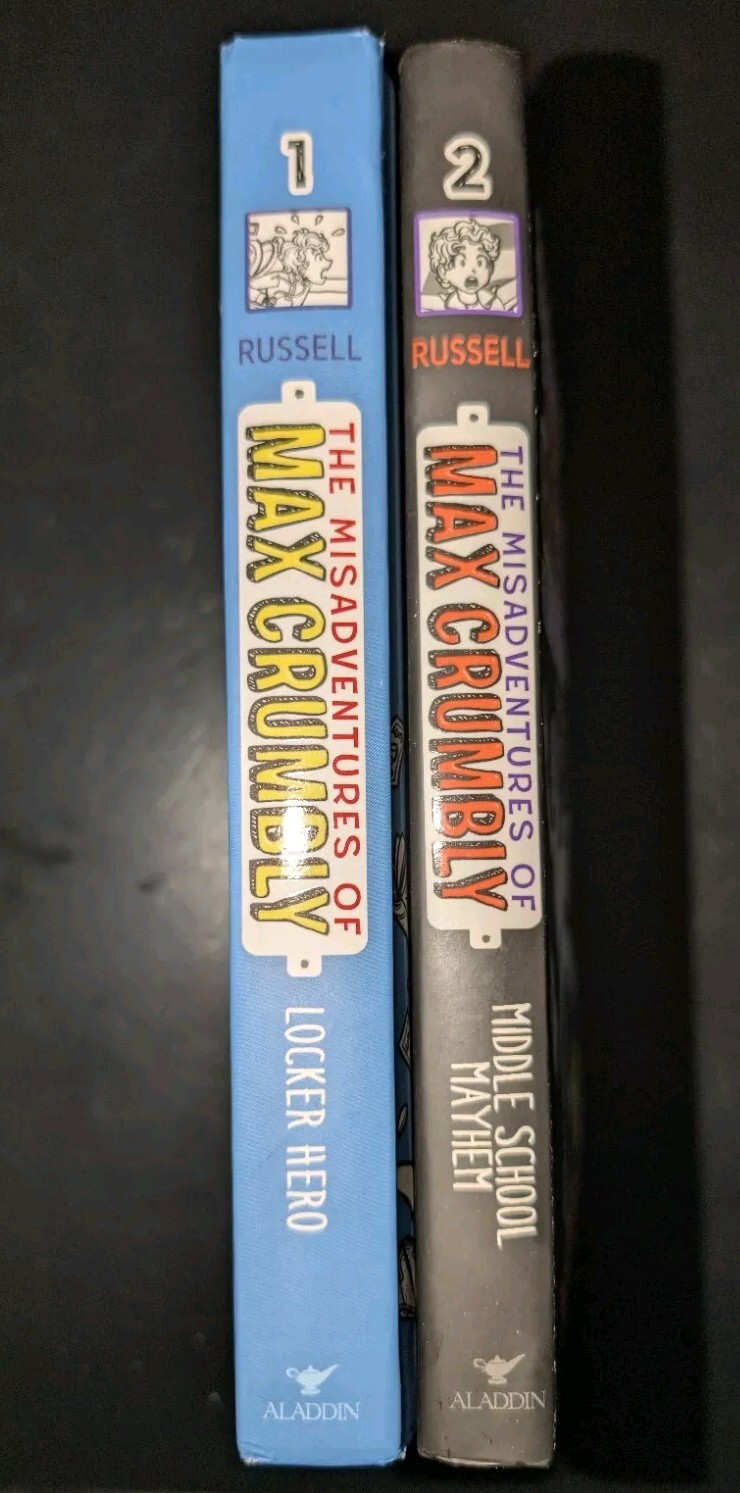 1
RUSSELL
THE MISADVENTURES OF
MAX CRUMBLY
LOCKER HERO
ALADDIN
2
RUSSELL
THE MISADVENTURES OF
MAX CRUMBLY
MIDDLE SCHOOL
MAYHEM
ALADDIN